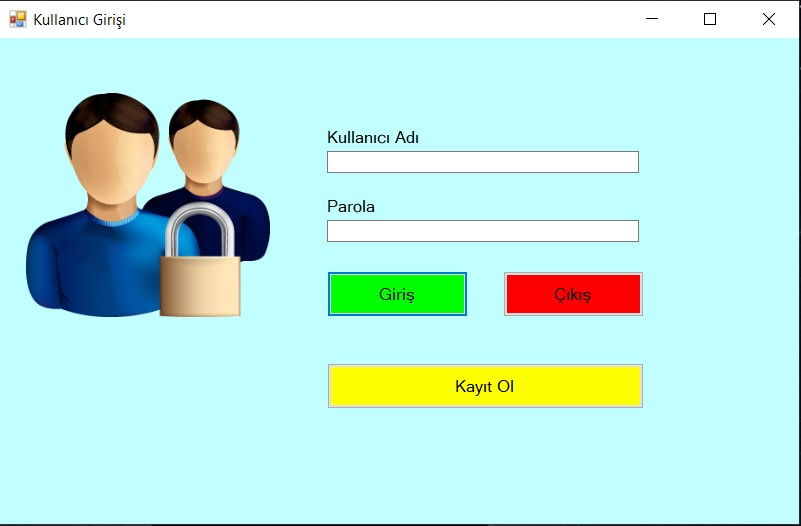 Kullanıcı Girişi
Kullanıcı Adı
Parola
Giriş
Çıkış
Kayıt Ol